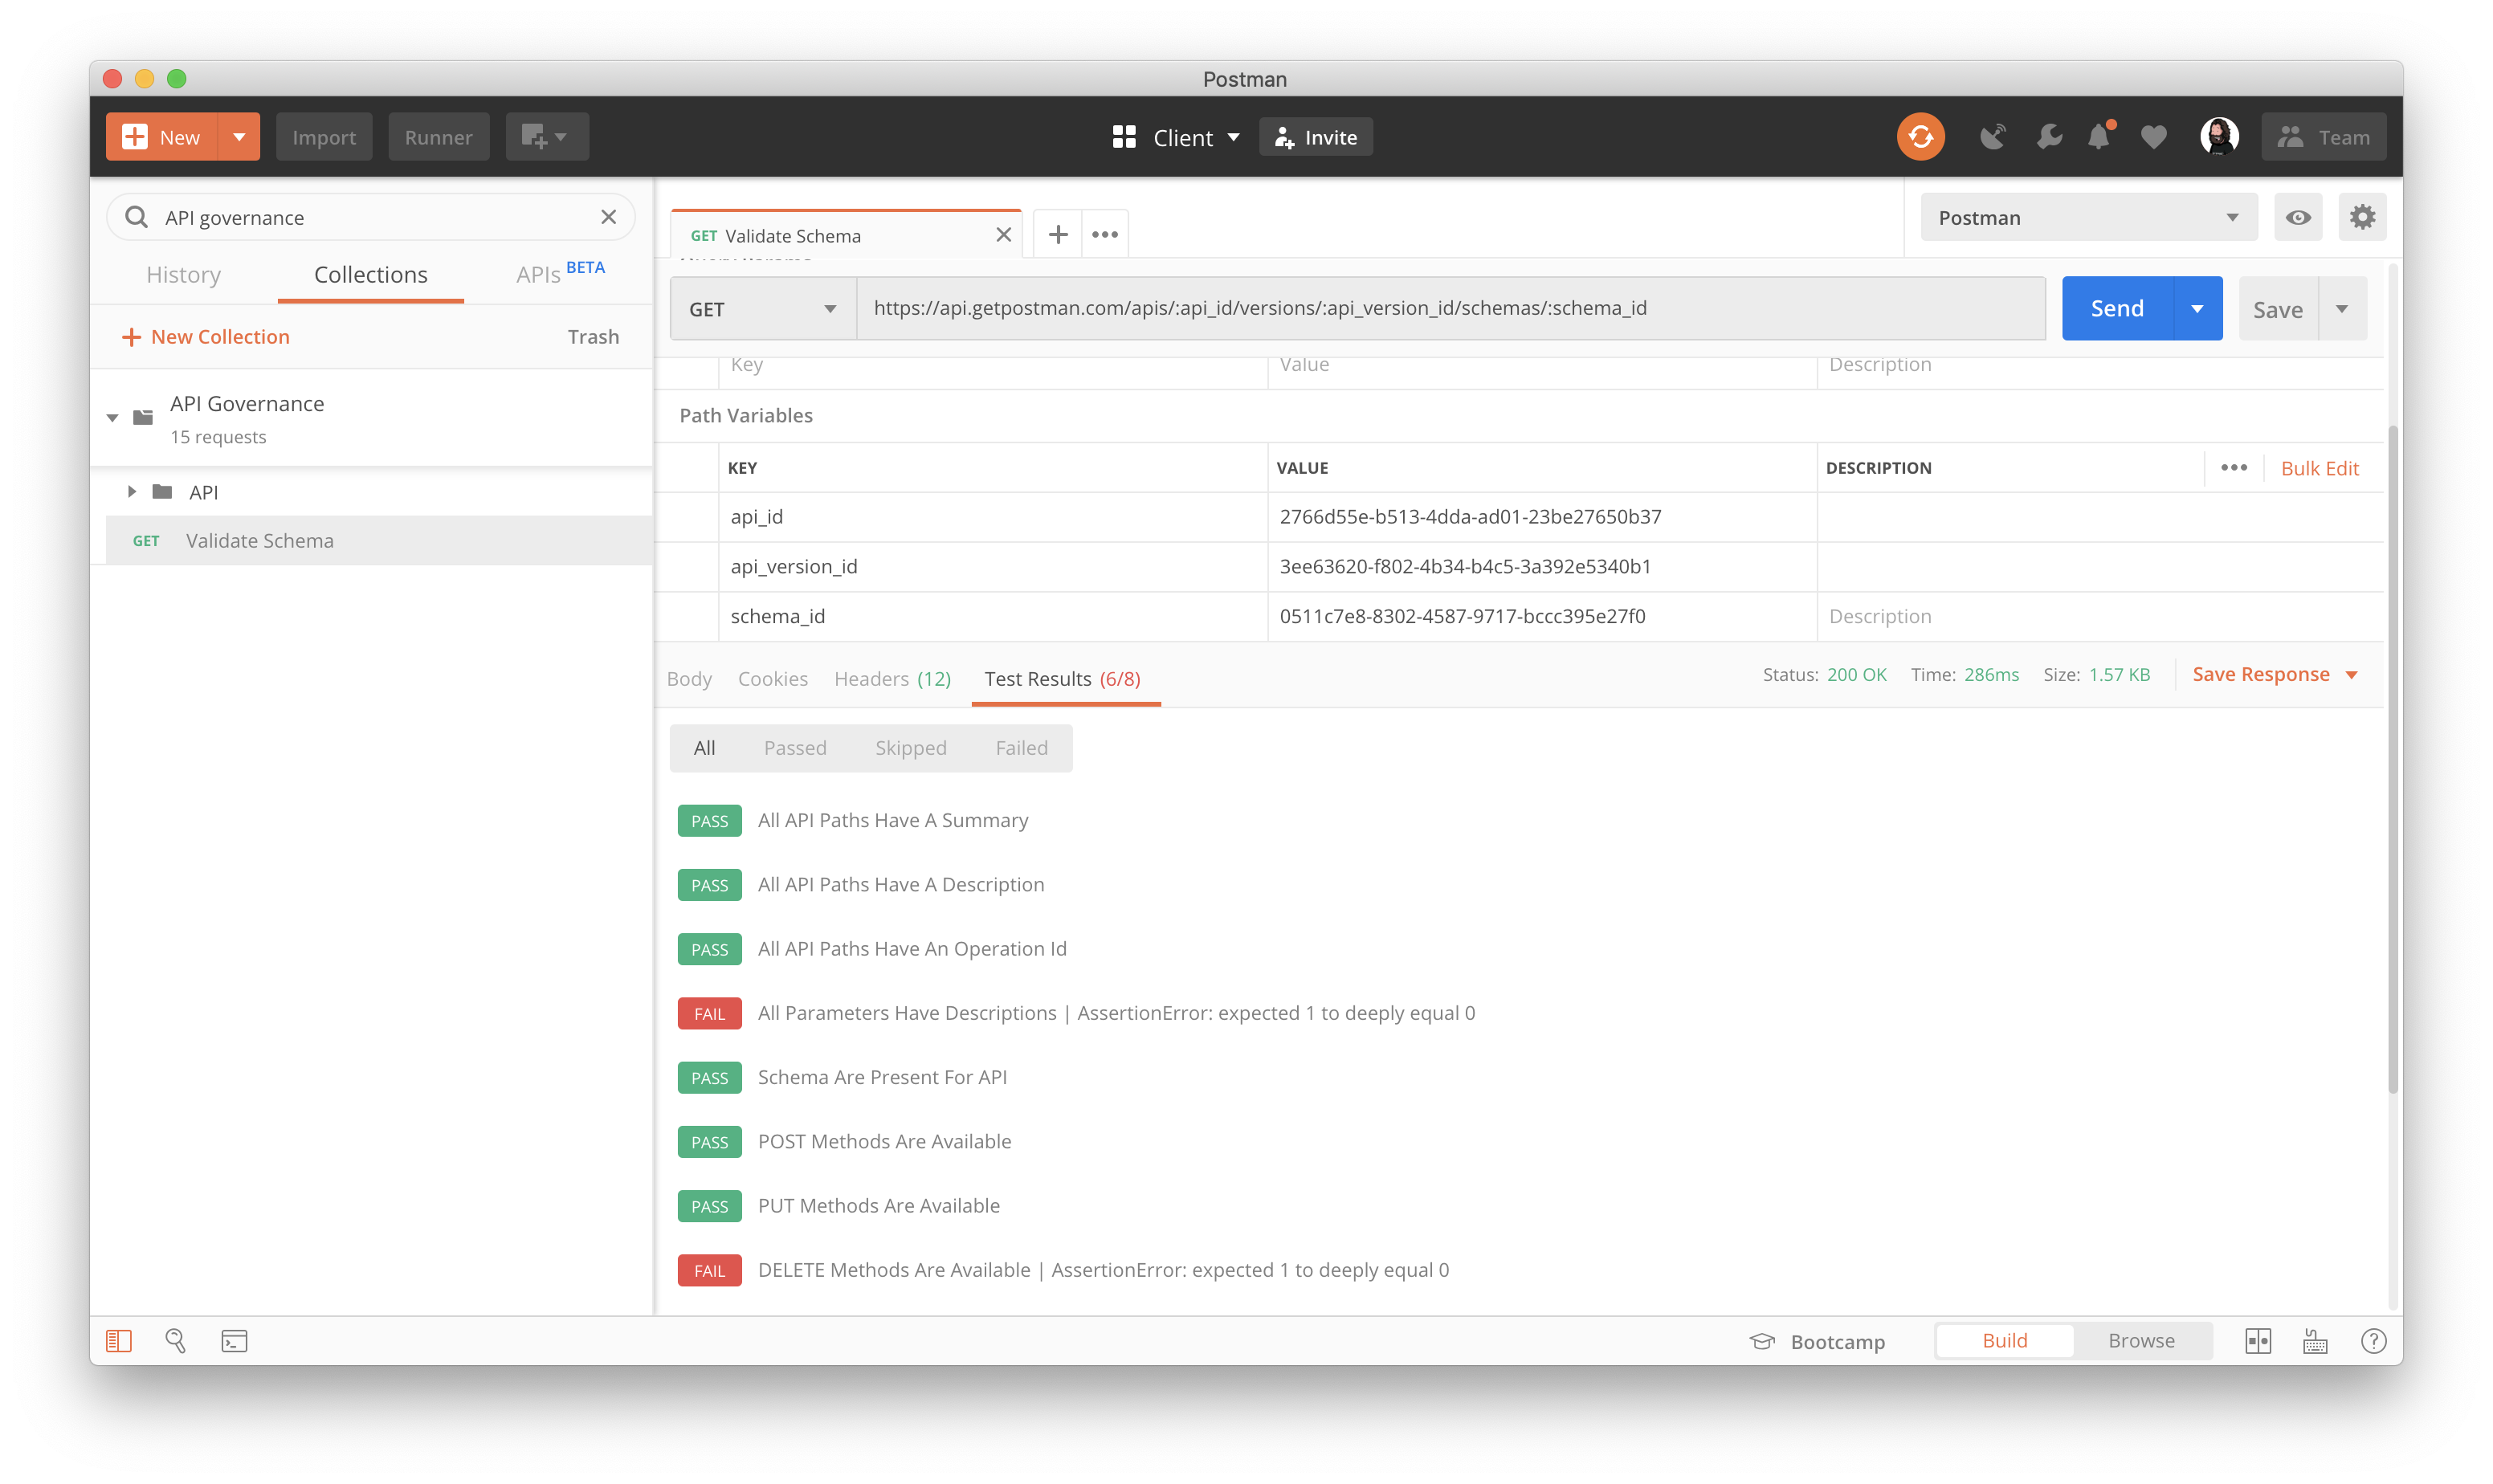 Postman
New
Import
Runner
Client
Invite
Team
API governance
History
Collections
APIs BETA
New Collection
Trash
API Governance
15 requests
API
GET Validate Schema
GET Validate Schema
Postman
GET
https://api.getpostman.com/apis/:api_id/versions/:api_version_id/schemas/:schema_id
Send
Save
Key Value Description
Path Variables
KEY VALUE DESCRIPTION Bulk Edit
api_id 2766d55e-b513-4dda-ad01-23be27650b37
api_version_id 3ee63620-f802-4b34-b4c5-3a392e5340b1
schema_id 0511c7e8-8302-4587-9717-bccc395e27f0 Description
Body Cookies Headers (12) Test Results (6/8) Status: 200 OK Time: 286ms Size: 1.57 KB Save Response
All Passed Skipped Failed
PASS All API Paths Have A Summary
PASS All API Paths Have A Description
PASS All API Paths Have An Operation Id
FAIL All Parameters Have Descriptions | AssertionError: expected 1 to deeply equal 0
PASS Schema Are Present For API
PASS POST Methods Are Available
PASS PUT Methods Are Available
FAIL DELETE Methods Are Available | AssertionError: expected 1 to deeply equal 0
Bootcamp
Build
Browse